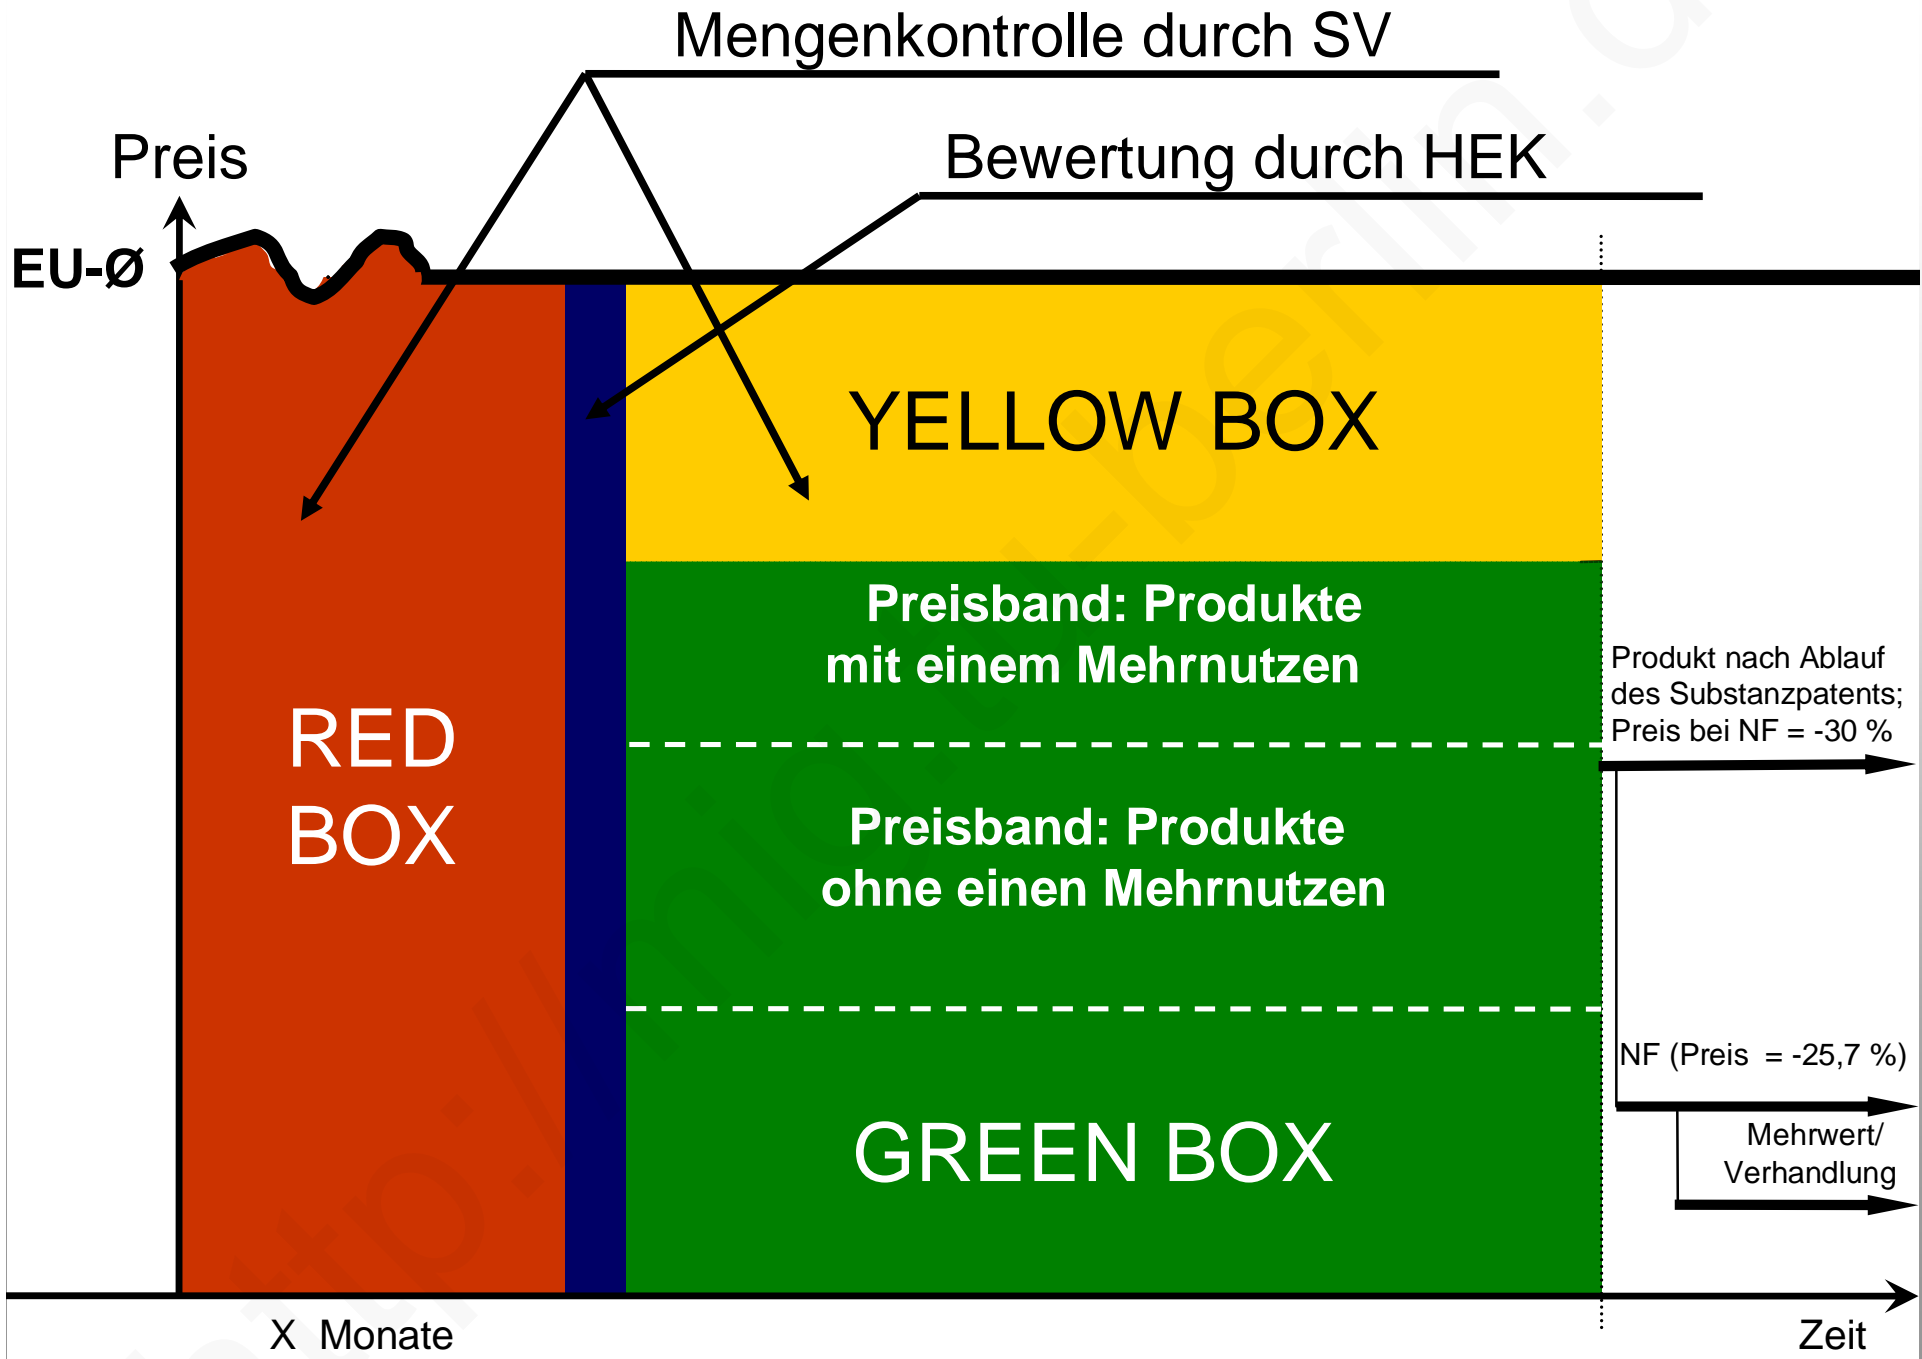 Mengenkontrolle durch SV
Preis
Bewertung durch HEK
EU-Ø
YELLOW BOX
Preisband: Produkte
mit einem Mehrnutzen
Produkt nach Ablauf
des Substanzpatents;
Preis bei NF = -30 %
RED
BOX
Preisband: Produkte
ohne einen Mehrnutzen
NF (Preis = -25,7 %)
GREEN BOX
Mehrwert/
Verhandlung
X Monate
Zeit